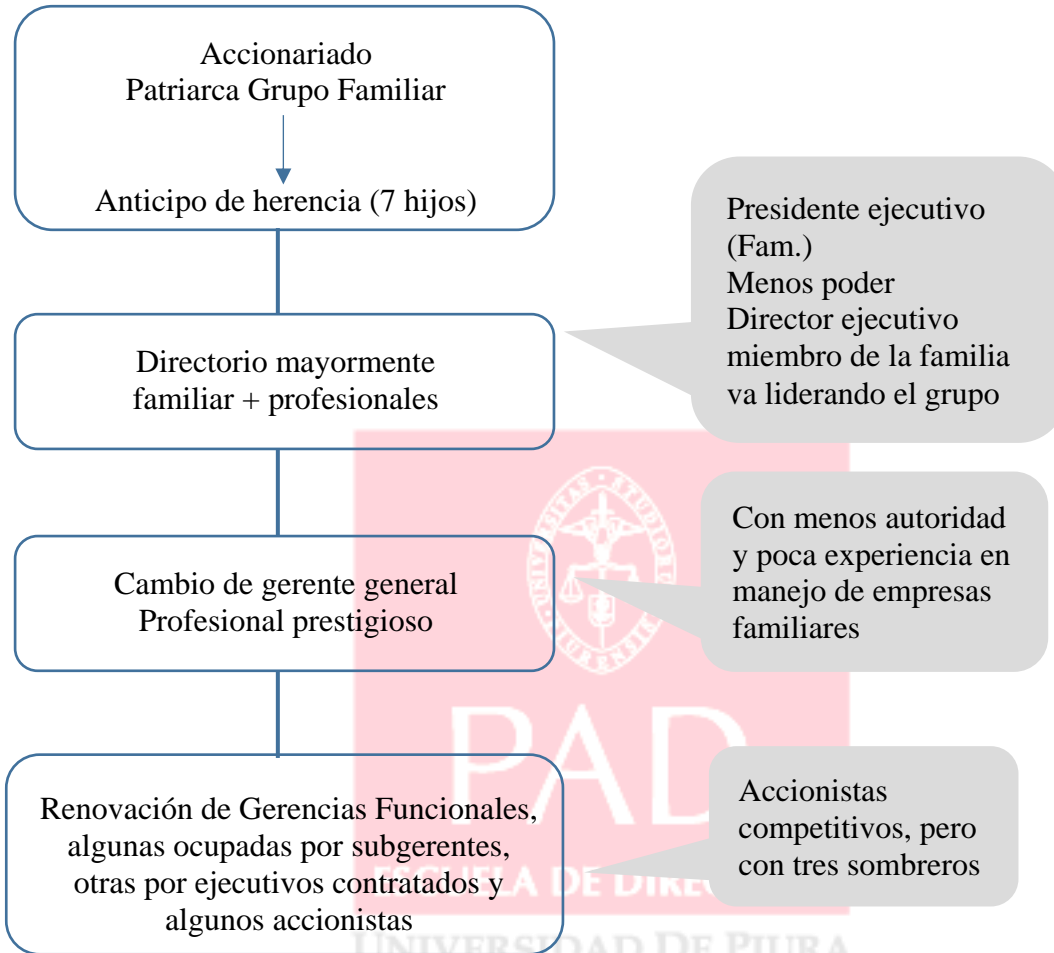 Accionariado
Patriarca Grupo Familiar
Anticipo de herencia (7 hijos)
Presidente ejecutivo
(Fam.)
Menos poder
Director ejecutivo
miembro de la familia
va liderando el grupo
Directorio mayormente
familiar + profesionales
Con menos autoridad
y poca experiencia en
manejo de empresas
familiares
Cambio de gerente general
Profesional prestigioso
PAD
Accionistas
competitivos, pero
con tres sombreros
Renovación de Gerencias Funcionales,
algunas ocupadas por subgerentes,
otras por ejecutivos contratados y
algunos accionistas
ESCUELA DE
UNIVERSIDAD DE PIURA